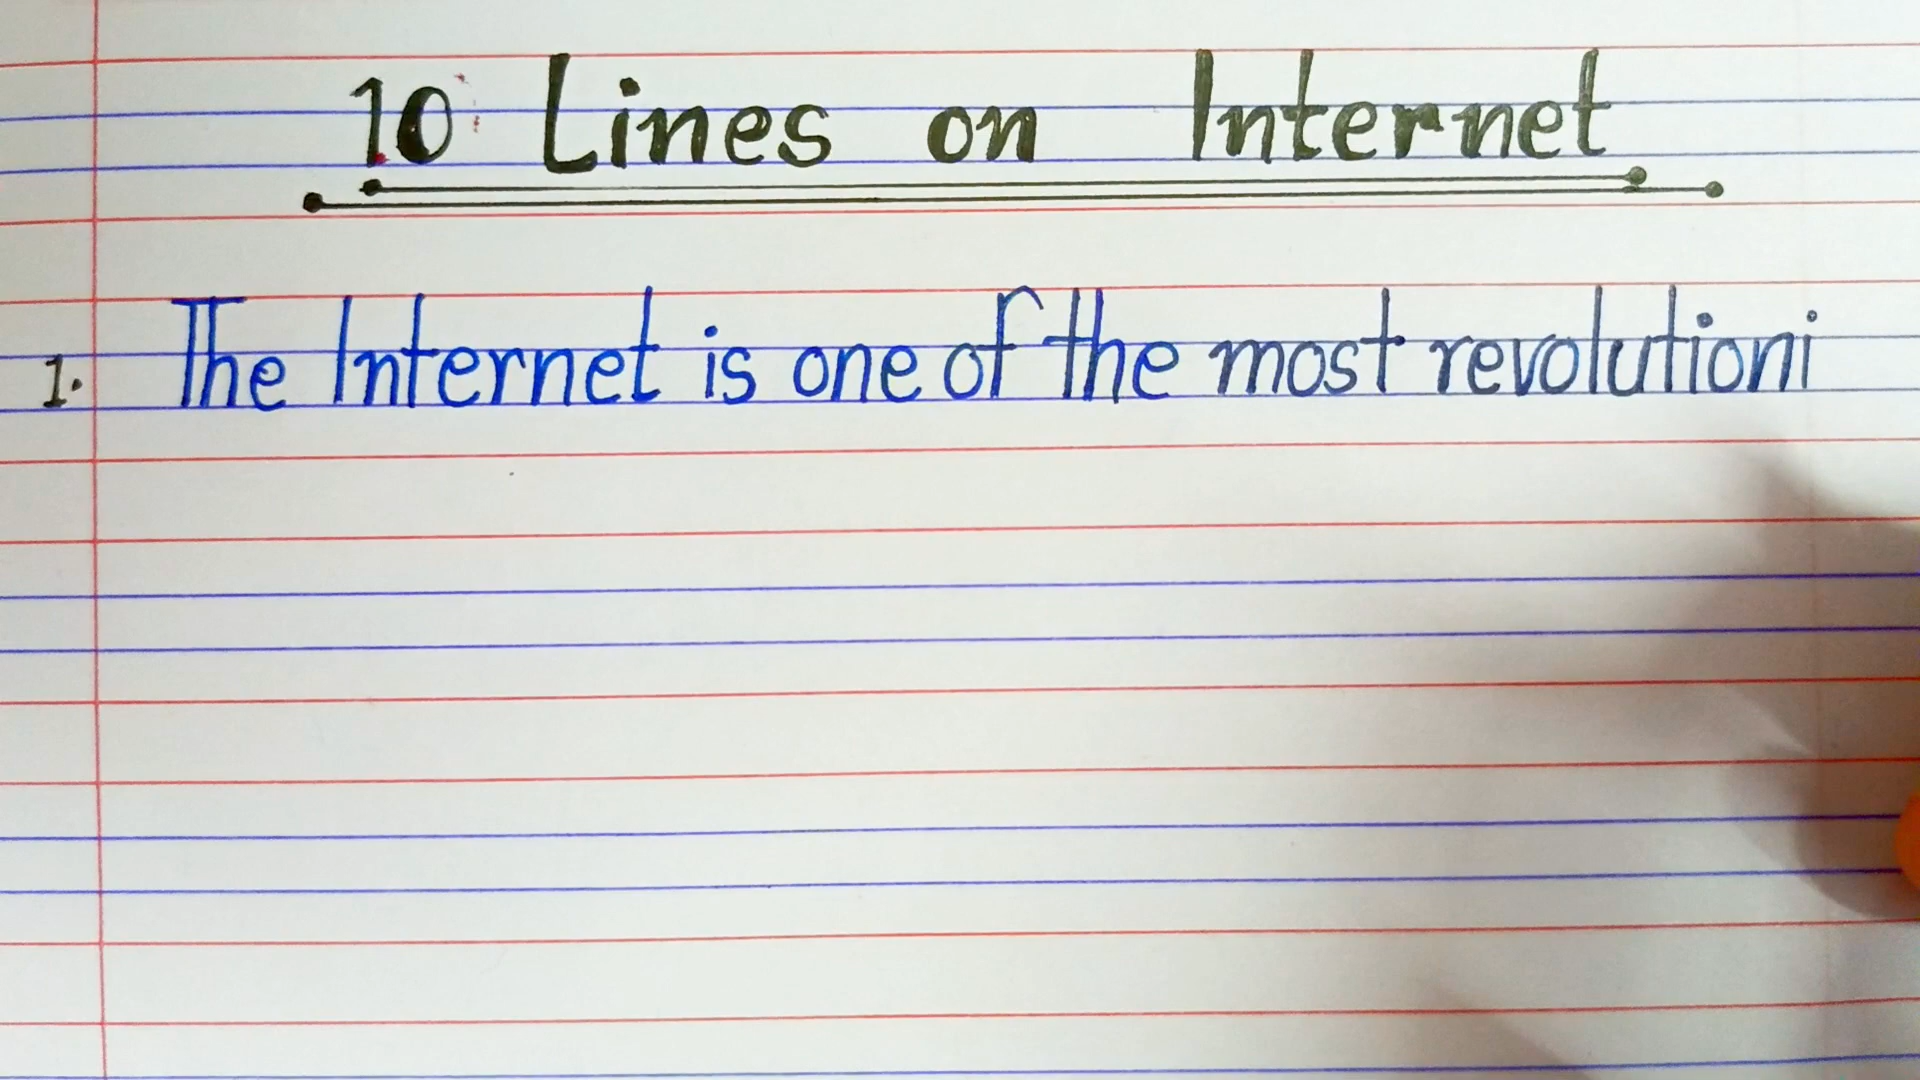 10 Lines on Internet
1. The Internet is one of the most revolutioni